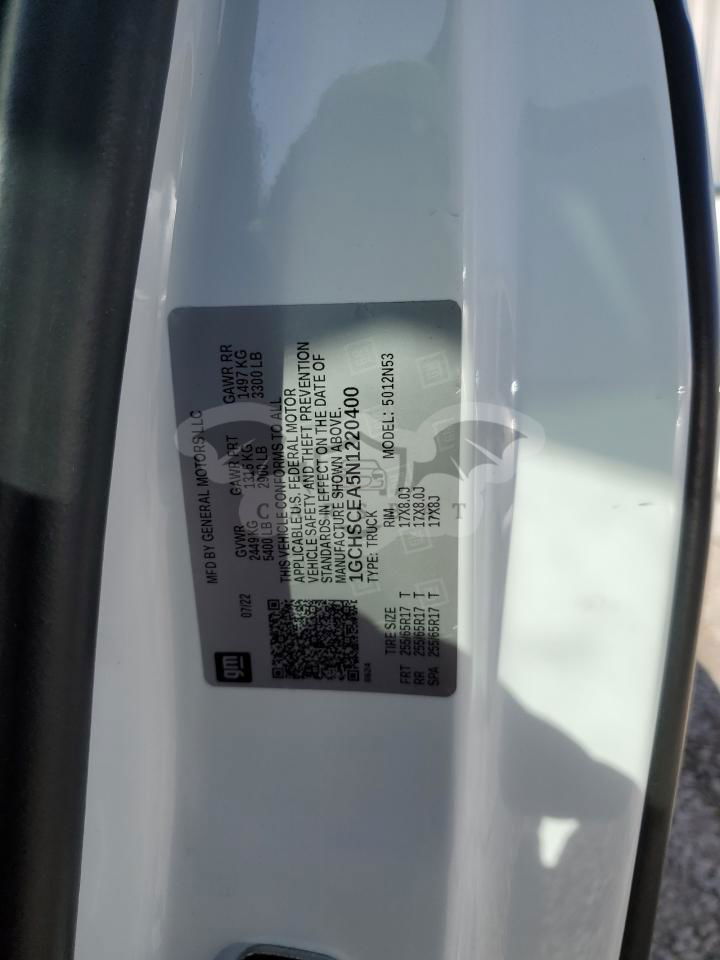 gm
MFD BY GENERAL MOTORS LLC
07/22
GVWR GAWR FRT GAWR RR
2449 KG 1315 KG 1497 KG
5400 LB 2900 LB 3300 LB
THIS VEHICLE CONFORMS TO ALL
APPLICABLE U.S. FEDERAL MOTOR
VEHICLE SAFETY AND THEFT PREVENTION
STANDARDS IN EFFECT ON THE DATE OF
MANUFACTURE SHOWN ABOVE.
1GCHSCEA5N1220400
TYPE: TRUCK MODEL: 5012N53
TIRE SIZE RIM
FRT 255/65R17 T 17X8.0J
RR 255/65R17 T 17X8.0J
SPA 255/65R17 T 17X8J